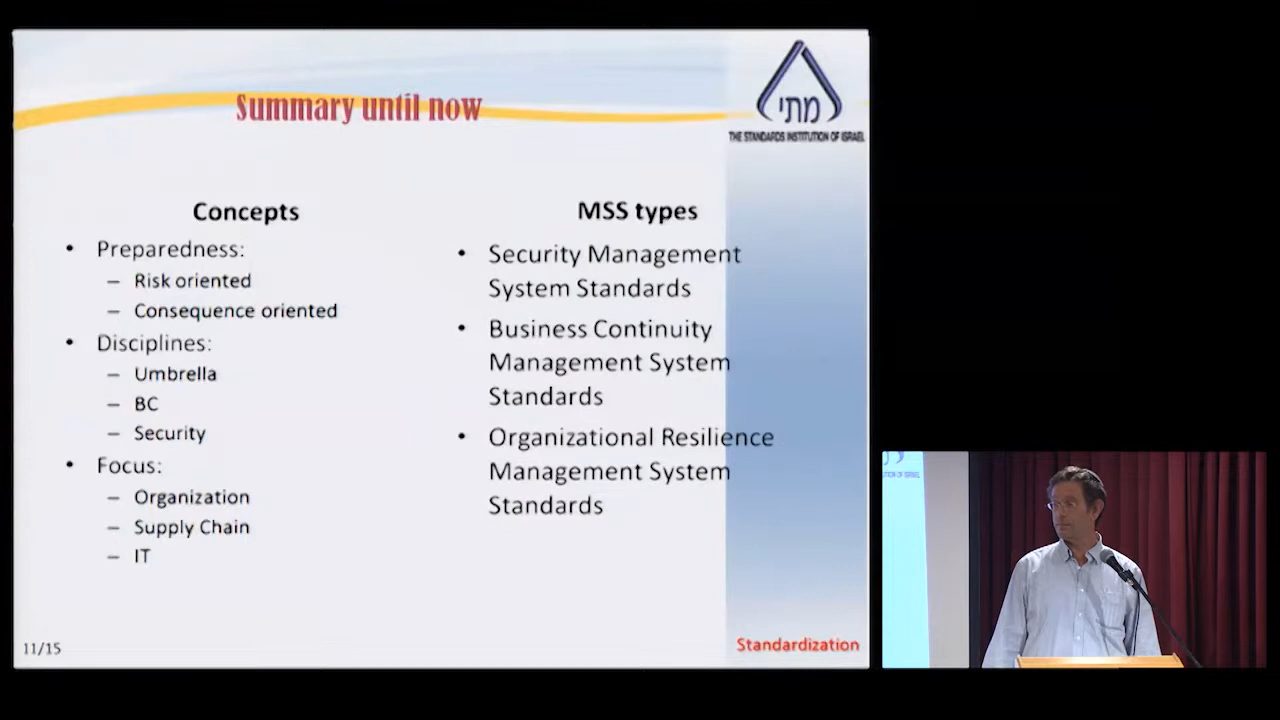 Summary until now
מתי
THE STANDARDS INSTITUTION OF ISRAEL
Concepts
• Preparedness:
– Risk oriented
– Consequence oriented
• Disciplines:
– Umbrella
– BC
– Security
• Focus:
– Organization
– Supply Chain
– IT
MSS types
• Security Management
System Standards
• Business Continuity
Management System
Standards
• Organizational Resilience
Management System
Standards
11/15
Standardization
OF ISRAEL